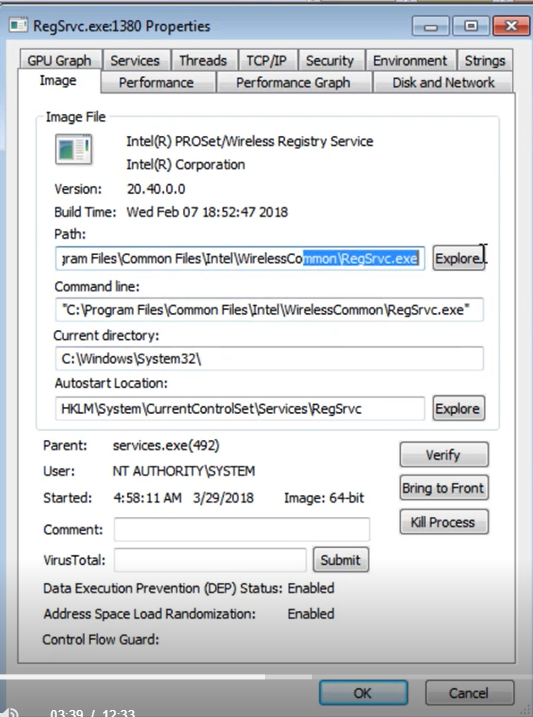 RegSrvc.exe:1380 Properties
GPU Graph Services Threads TCP/IP Security Environment Strings
Image Performance Performance Graph Disk and Network
Image File
Intel(R) PROSet/Wireless Registry Service
Intel(R) Corporation
Version: 20.40.0.0
Build Time: Wed Feb 07 18:52:47 2018
Path:
gram Files\Common Files\Intel\WirelessCommon\RegSrvc.exe Explore
Command line:
"C:\Program Files\Common Files\Intel\WirelessCommon\RegSrvc.exe"
Current directory:
C:\Windows\System32\
Autostart Location:
HKLM\System\CurrentControlSet\Services\RegSrvc Explore
Parent: services.exe(492) Verify
User: NT AUTHORITY\SYSTEM
Bring to Front
Started: 4:58:11 AM 3/29/2018 Image: 64-bit
Kill Process
Comment:
VirusTotal: Submit
Data Execution Prevention (DEP) Status: Enabled
Address Space Load Randomization: Enabled
Control Flow Guard:
OK Cancel
03:39 / 12:33